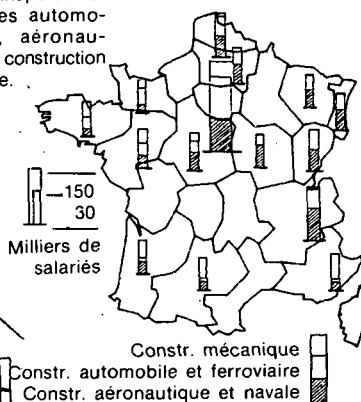 es automo-
aéronau-
construction
e.
150
30
Milliers de
salariés
Constr. mécanique
Constr. automobile et ferroviaire
Constr. aéronautique et navale